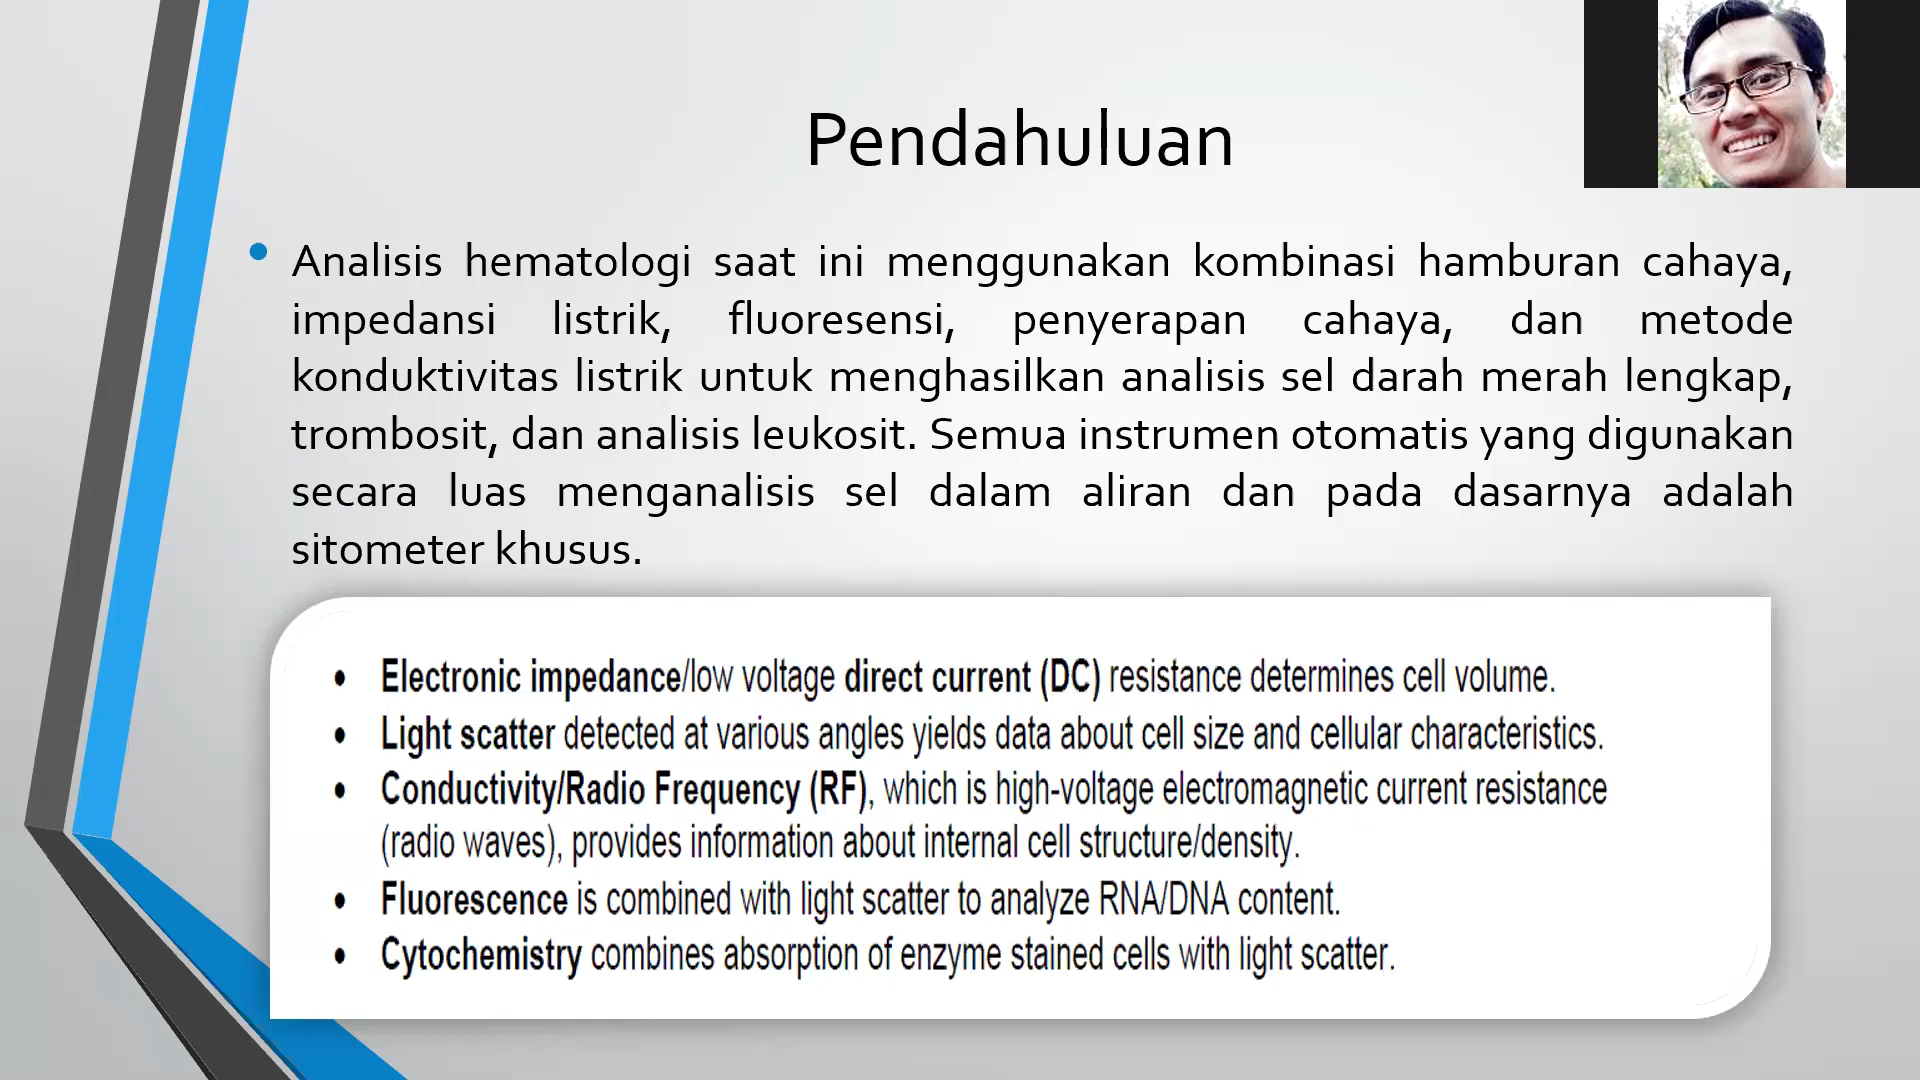 Pendahuluan
• Analisis hematologi saat ini menggunakan kombinasi hamburan cahaya,
impedansi listrik, fluoresensi, penyerapan cahaya, dan metode
konduktivitas listrik untuk menghasilkan analisis sel darah merah lengkap,
trombosit, dan analisis leukosit. Semua instrumen otomatis yang digunakan
secara luas menganalisis sel dalam aliran dan pada dasarnya adalah
sitometer khusus.
• Electronic impedance/low voltage direct current (DC) resistance determines cell volume.
• Light scatter detected at various angles yields data about cell size and cellular characteristics.
• Conductivity/Radio Frequency (RF), which is high-voltage electromagnetic current resistance
(radio waves), provides information about internal cell structure/density.
• Fluorescence is combined with light scatter to analyze RNA/DNA content.
• Cytochemistry combines absorption of enzyme stained cells with light scatter.